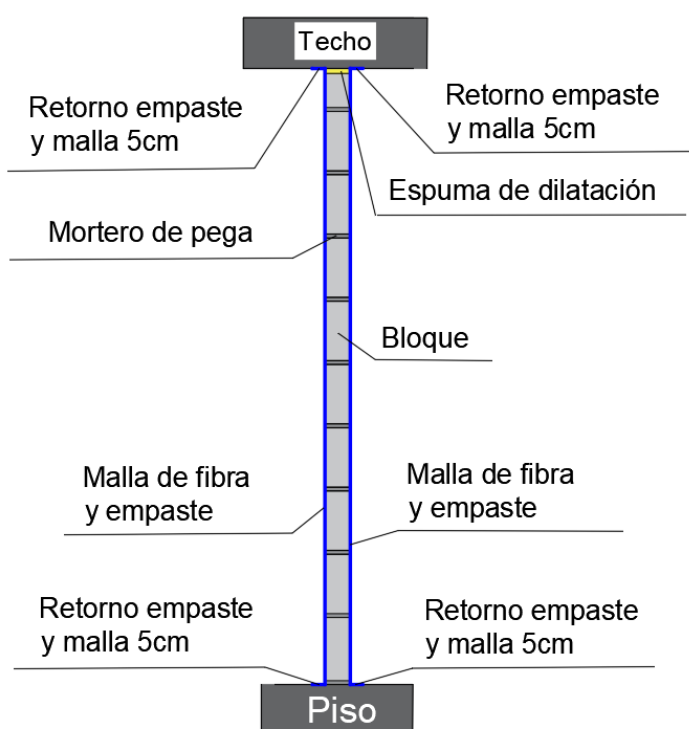 Techo
Retorno empaste
y malla 5cm
Retorno empaste
y malla 5cm
Espuma de dilatación
Mortero de pega
Bloque
Malla de fibra
y empaste
Malla de fibra
y empaste
Retorno empaste
y malla 5cm
Retorno empaste
y malla 5cm
Piso